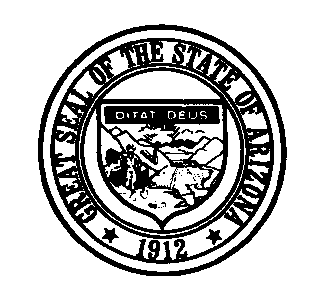 GREAT SEAL OF THE STATE OF ARIZONA
DITAT DEUS
1912